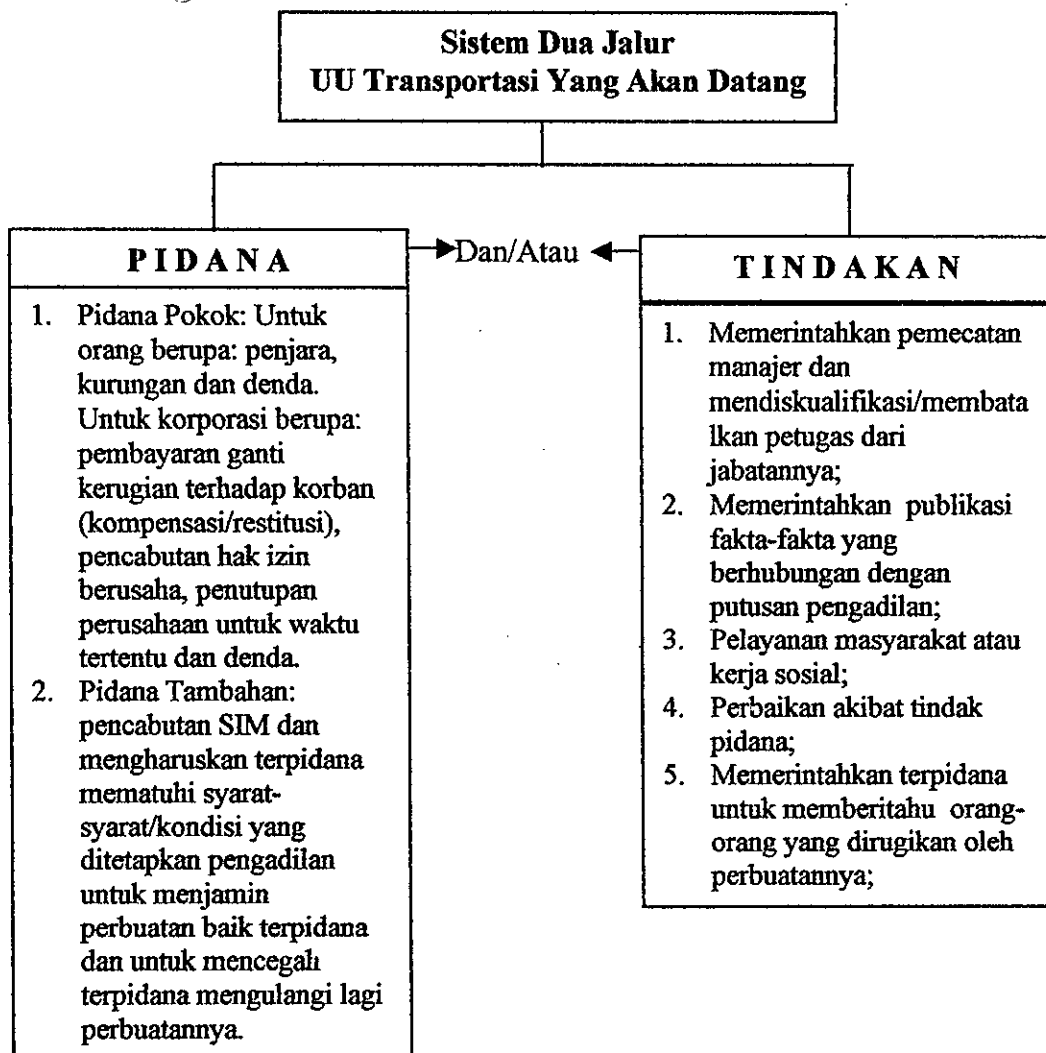 Sistem Dua Jalur
UU Transportasi Yang Akan Datang
PIDANA
1. Pidana Pokok: Untuk
orang berupa: penjara,
kurungan dan denda.
Untuk korporasi berupa:
pembayaran ganti
kerugian terhadap korban
(kompensasi/restitusi),
pencabutan hak izin
berusaha, penutupan
perusahaan untuk waktu
tertentu dan denda.
2. Pidana Tambahan:
pencabutan SIM dan
mengharuskan terpidana
mematuhi syarat-
syarat/kondisi yang
ditetapkan pengadilan
untuk menjamin
perbuatan baik terpidana
dan untuk mencegah
terpidana mengulangi lagi
perbuatannya.
Dan/Atau
TINDAKAN
1. Memerintahkan pemecatan
manajer dan
mendiskualifikasi/membata
lkan petugas dari
jabatannya;
2. Memerintahkan publikasi
fakta-fakta yang
berhubungan dengan
putusan pengadilan;
3. Pelayanan masyarakat atau
kerja sosial;
4. Perbaikan akibat tindak
pidana;
5. Memerintahkan terpidana
untuk memberitahu orang-
orang yang dirugikan oleh
perbuatannya;